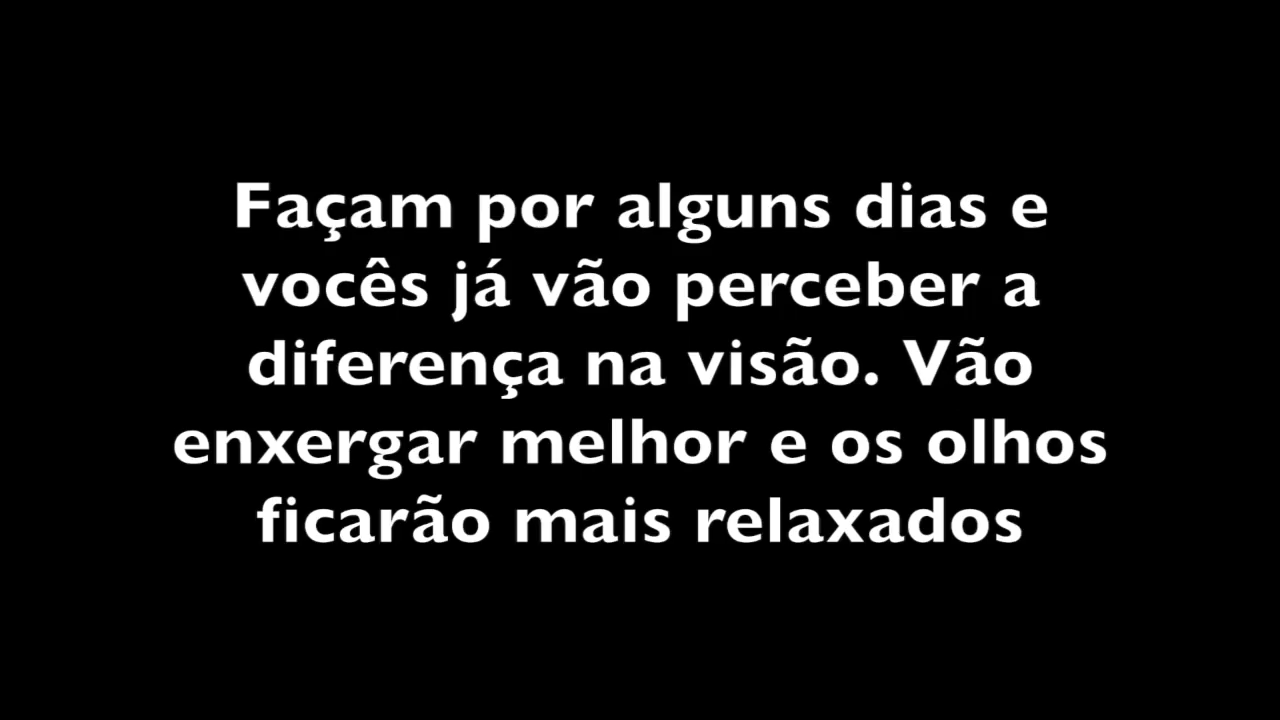 Façam por alguns dias e
vocês já vão perceber a
diferença na visão. Vão
enxergar melhor e os olhos
ficarão mais relaxados